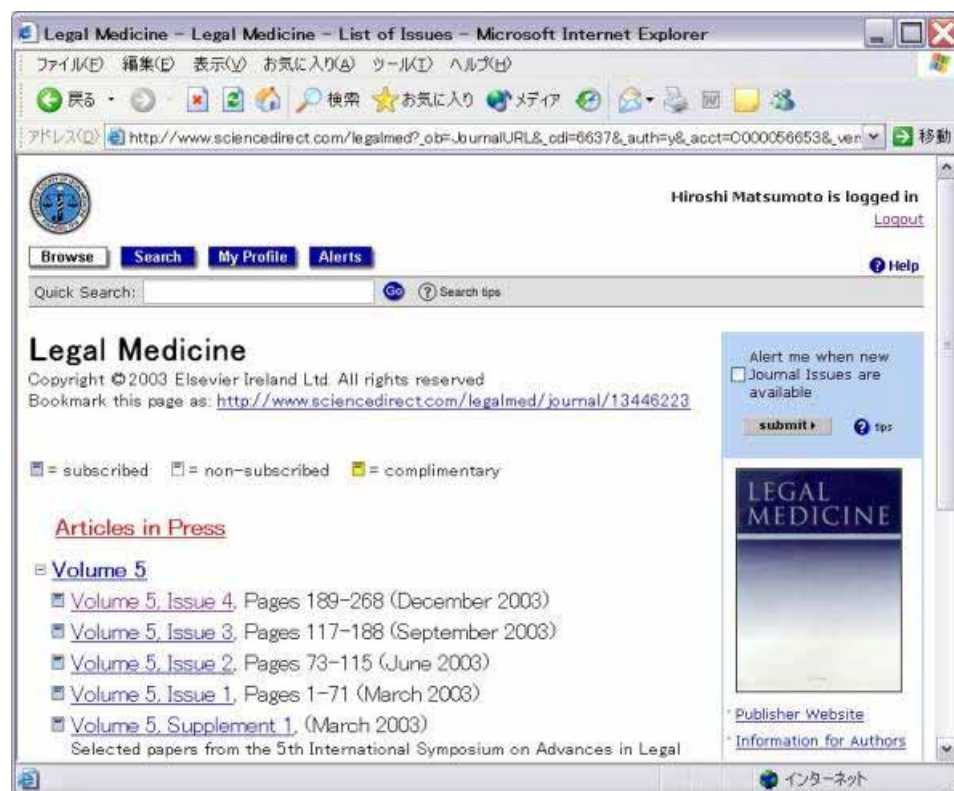 Legal Medicine - Legal Medicine - List of Issues - Microsoft Internet Explorer
ファイル(F) 編集(E) 表示(V) お気に入り(A) ツール(T) ヘルプ(H)
戻る 検索 お気に入り メディア
アドレス(D) http://www.sciencedirect.com/legalmed?_ob=JournalURL&_cdi=6637&_auth=y&_acct=C000056653&_ver 移動
Hiroshi Matsumoto is logged in
Logout
Browse Search My Profile Alerts
Help
Quick Search: Go Search tips
Legal Medicine
Copyright © 2003 Elsevier Ireland Ltd. All rights reserved
Bookmark this page as: http://www.sciencedirect.com/legalmed/journal/13446223
= subscribed = non-subscribed = complimentary
Articles in Press
Volume 5
Volume 5, Issue 4, Pages 189-268 (December 2003)
Volume 5, Issue 3, Pages 117-188 (September 2003)
Volume 5, Issue 2, Pages 73-115 (June 2003)
Volume 5, Issue 1, Pages 1-71 (March 2003)
Volume 5, Supplement 1, (March 2003)
Selected papers from the 5th International Symposium on Advances in Legal
Alert me when new
Journal Issues are
available
submit tips
LEGAL
MEDICINE
Publisher Website
Information for Authors
インターネット